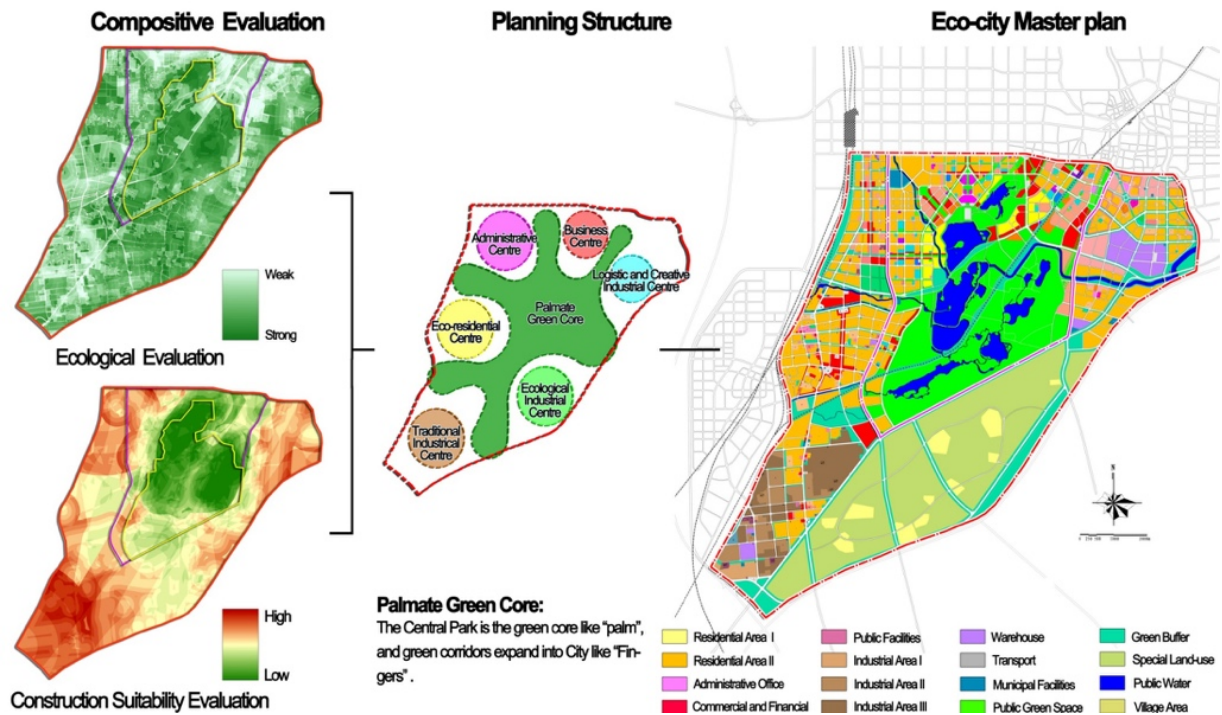 Compositive Evaluation
Planning Structure
Eco-city Master plan
Weak
Strong
Ecological Evaluation
High
Low
Construction Suitability Evaluation
Administrative
Centre
Business
Centre
Logistic and Creative
Industrial Centre
Palmate
Green Core
Eco-residential
Centre
Ecological
Industrial
Centre
Traditional
Industrical
Centre
Palmate Green Core:
The Central Park is the green core like "palm",
and green corridors expand into City like "Fin-
gers" .
N
Residential Area I
Residential Area II
Administrative Office
Commercial and Financial
Public Facilities
Industrial Area I
Industrial Area II
Industrial Area III
Warehouse
Transport
Municipal Facilities
Public Green Space
Green Buffer
Special Land-use
Public Water
Village Area